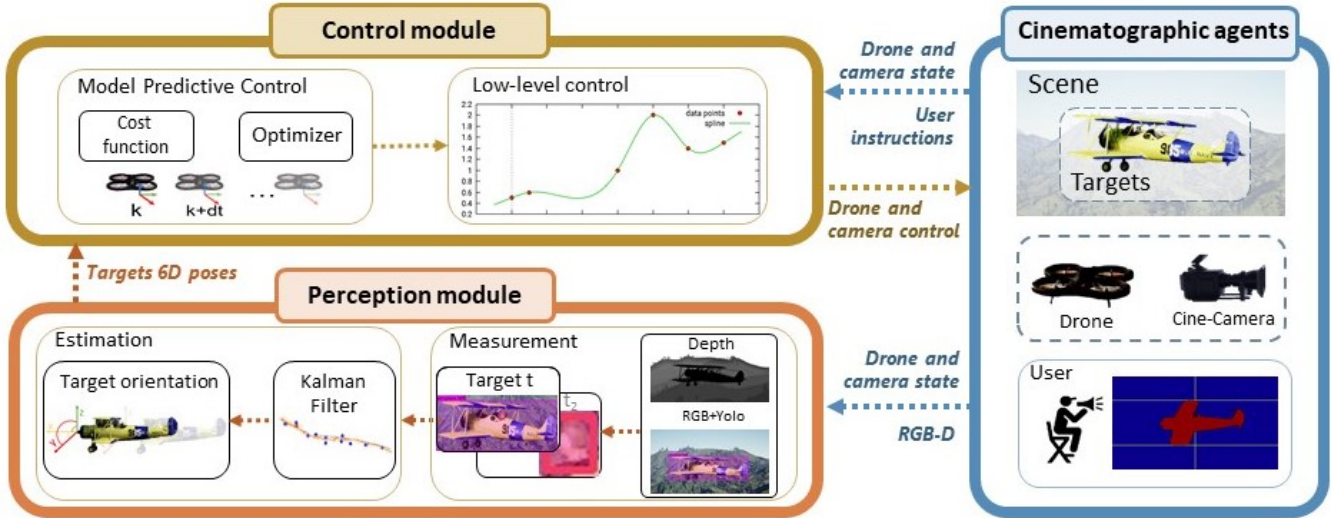 Control module
Model Predictive Control
Cost
function
Optimizer
k
k+dt
...
Low-level control
data points
spline
2.2
2
1.8
1.6
1.4
1.2
1
0.8
0.6
0.4
0.2
Drone and
camera state
User
instructions
Drone and
camera control
Targets 6D poses
Perception module
Estimation
Target orientation
Kalman
Filter
Measurement
Target t
t2
Depth
RGB+Yolo
Drone and
camera state
RGB-D
Cinematographic agents
Scene
Targets
Drone
Cine-Camera
User